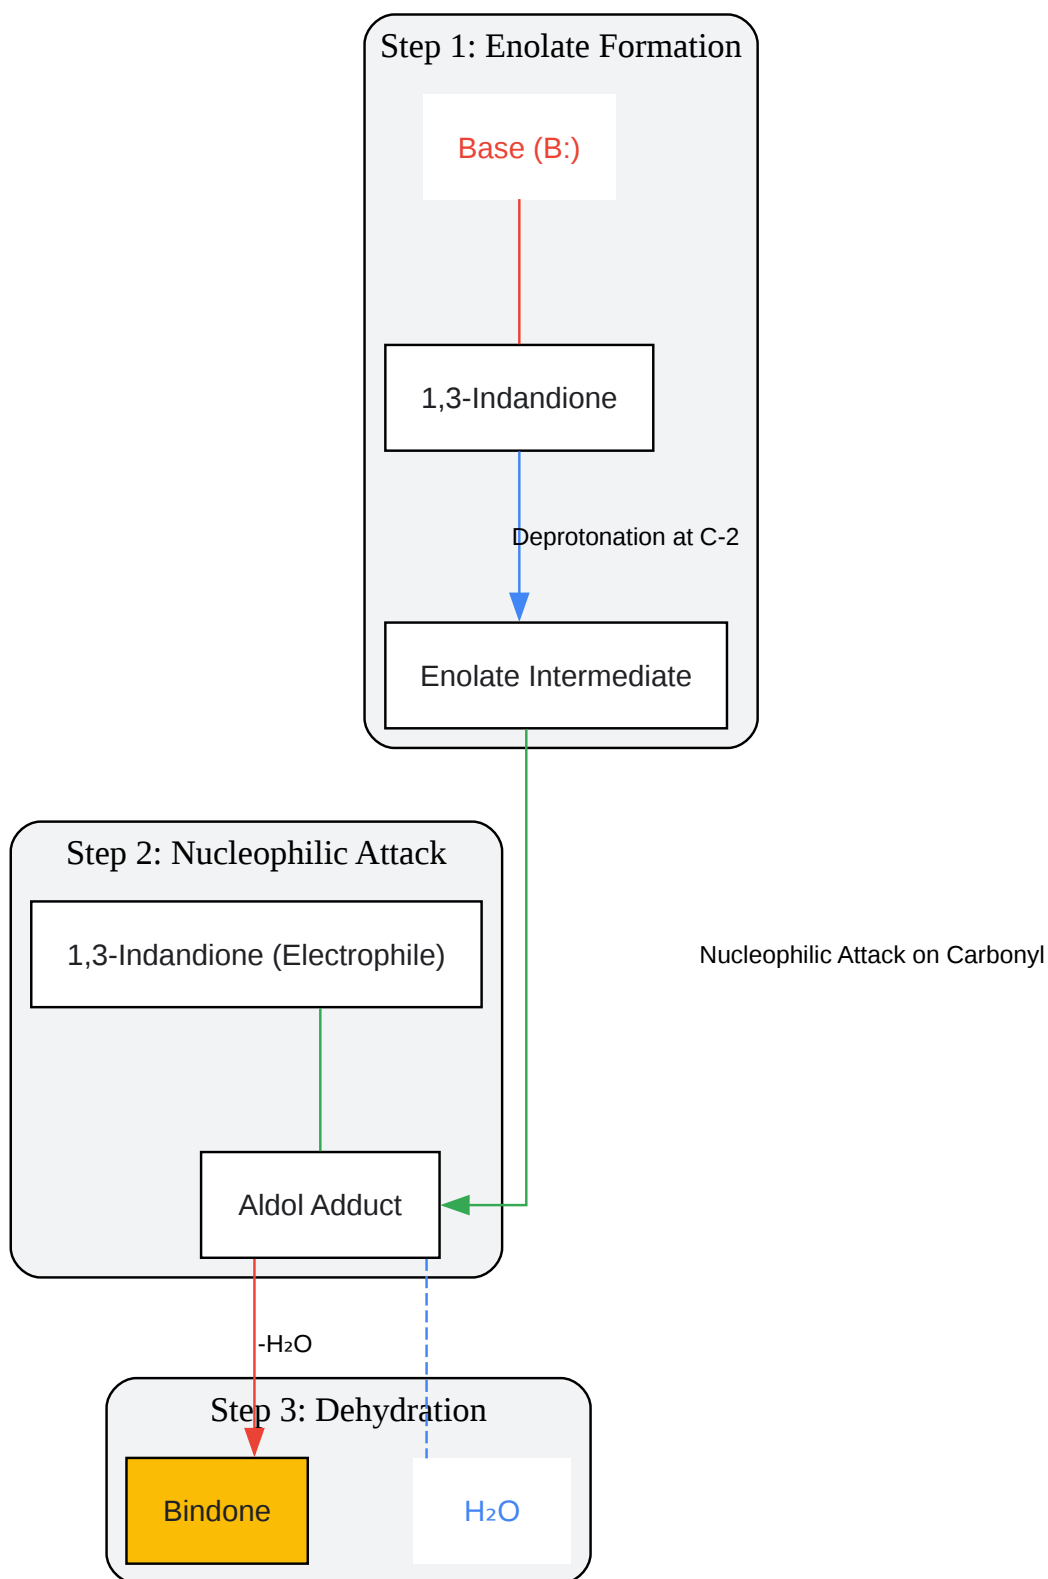 Step 1: Enolate Formation
Base (B:)
1,3-Indandione
Deprotonation at C-2
Enolate Intermediate
Step 2: Nucleophilic Attack
1,3-Indandione (Electrophile)
Nucleophilic Attack on Carbonyl
Aldol Adduct
-H₂O
Step 3: Dehydration
Bindone
H₂O